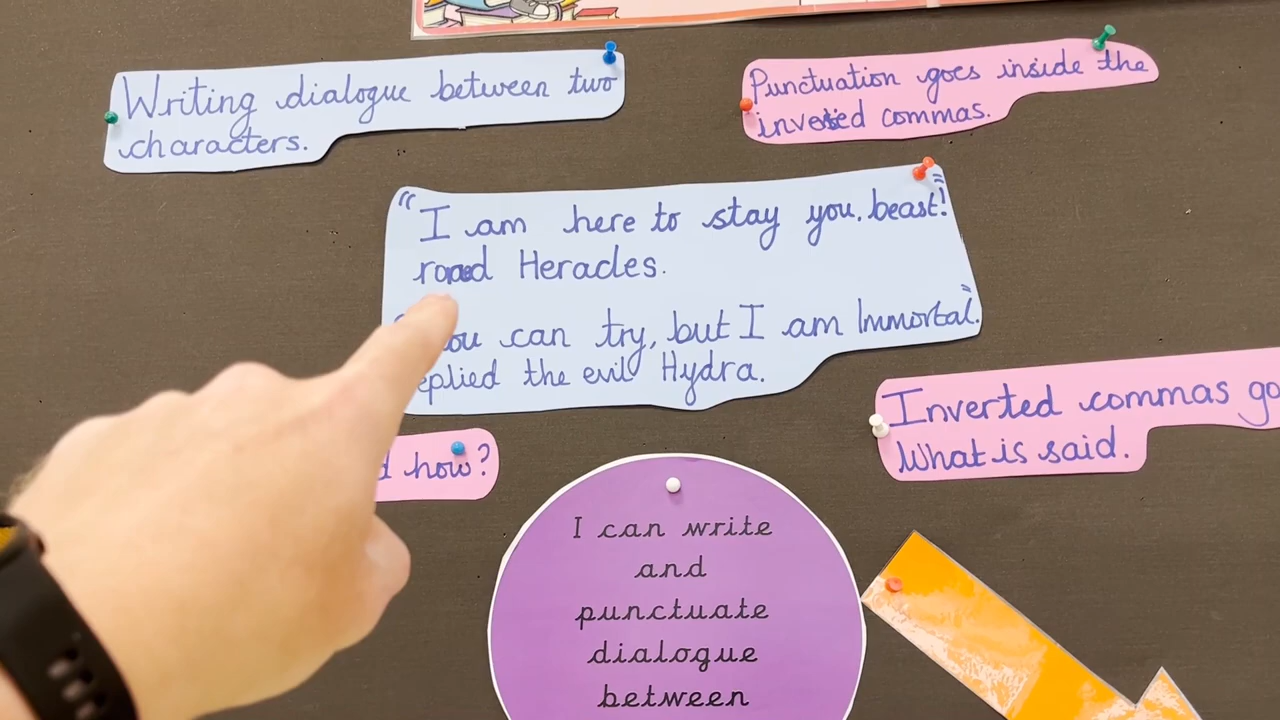 Writing dialogue between two
characters.
Punctuation goes inside the
inverted commas.
"I am here to stay you, beast!"
roared Heracles.
can try, but I am Immortal."
the evil Hydra.
how?
Inverted commas
What is said.
I can write
and
punctuate
dialogue
between